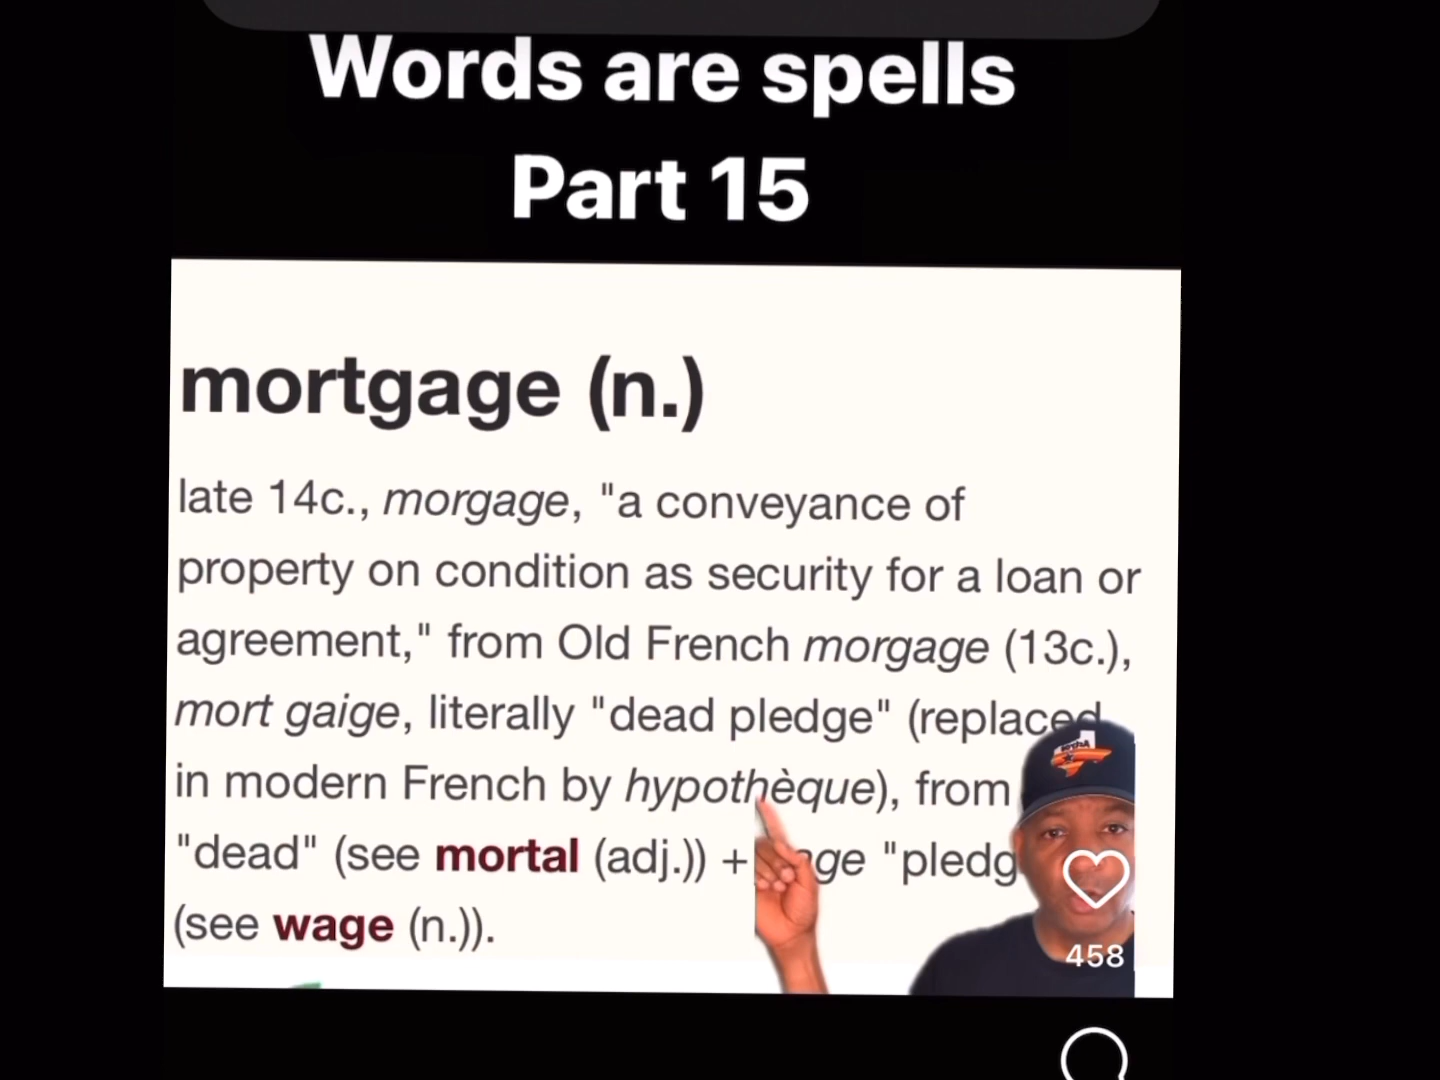 Words are spells
Part 15
mortgage (n.)
late 14c., morgage, "a conveyance of
property on condition as security for a loan or
agreement," from Old French morgage (13c.),
mort gaige, literally "dead pledge" (replaced
in modern French by hypothèque), from
"dead" (see mortal (adj.)) + "pledg
(see wage (n.)).
458